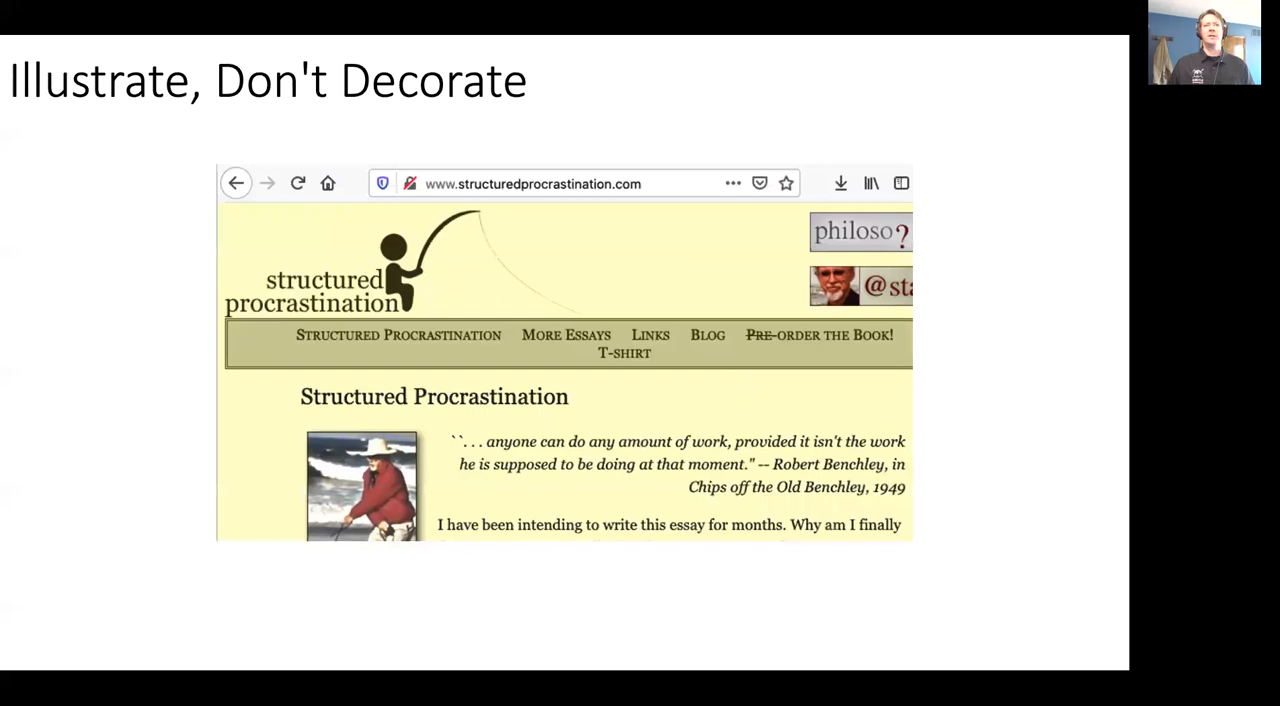 Illustrate, Don't Decorate
www.structuredprocrastination.com
structured
procrastination
philoso?
@sta
STRUCTURED PROCRASTINATION MORE ESSAYS LINKS BLOG PRE-ORDER THE BOOK!
T-SHIRT
Structured Procrastination
``. . . anyone can do any amount of work, provided it isn't the work
he is supposed to be doing at that moment." -- Robert Benchley, in
Chips off the Old Benchley, 1949
I have been intending to write this essay for months. Why am I finally